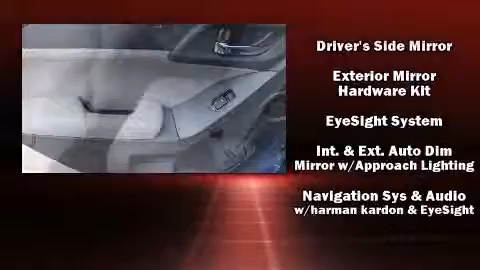 Driver's Side Mirror
Exterior Mirror
Hardware Kit
EyeSight System
Int. & Ext. Auto Dim
Mirror w/Approach Lighting
Navigation Sys & Audio
w/harman kardon & EyeSight